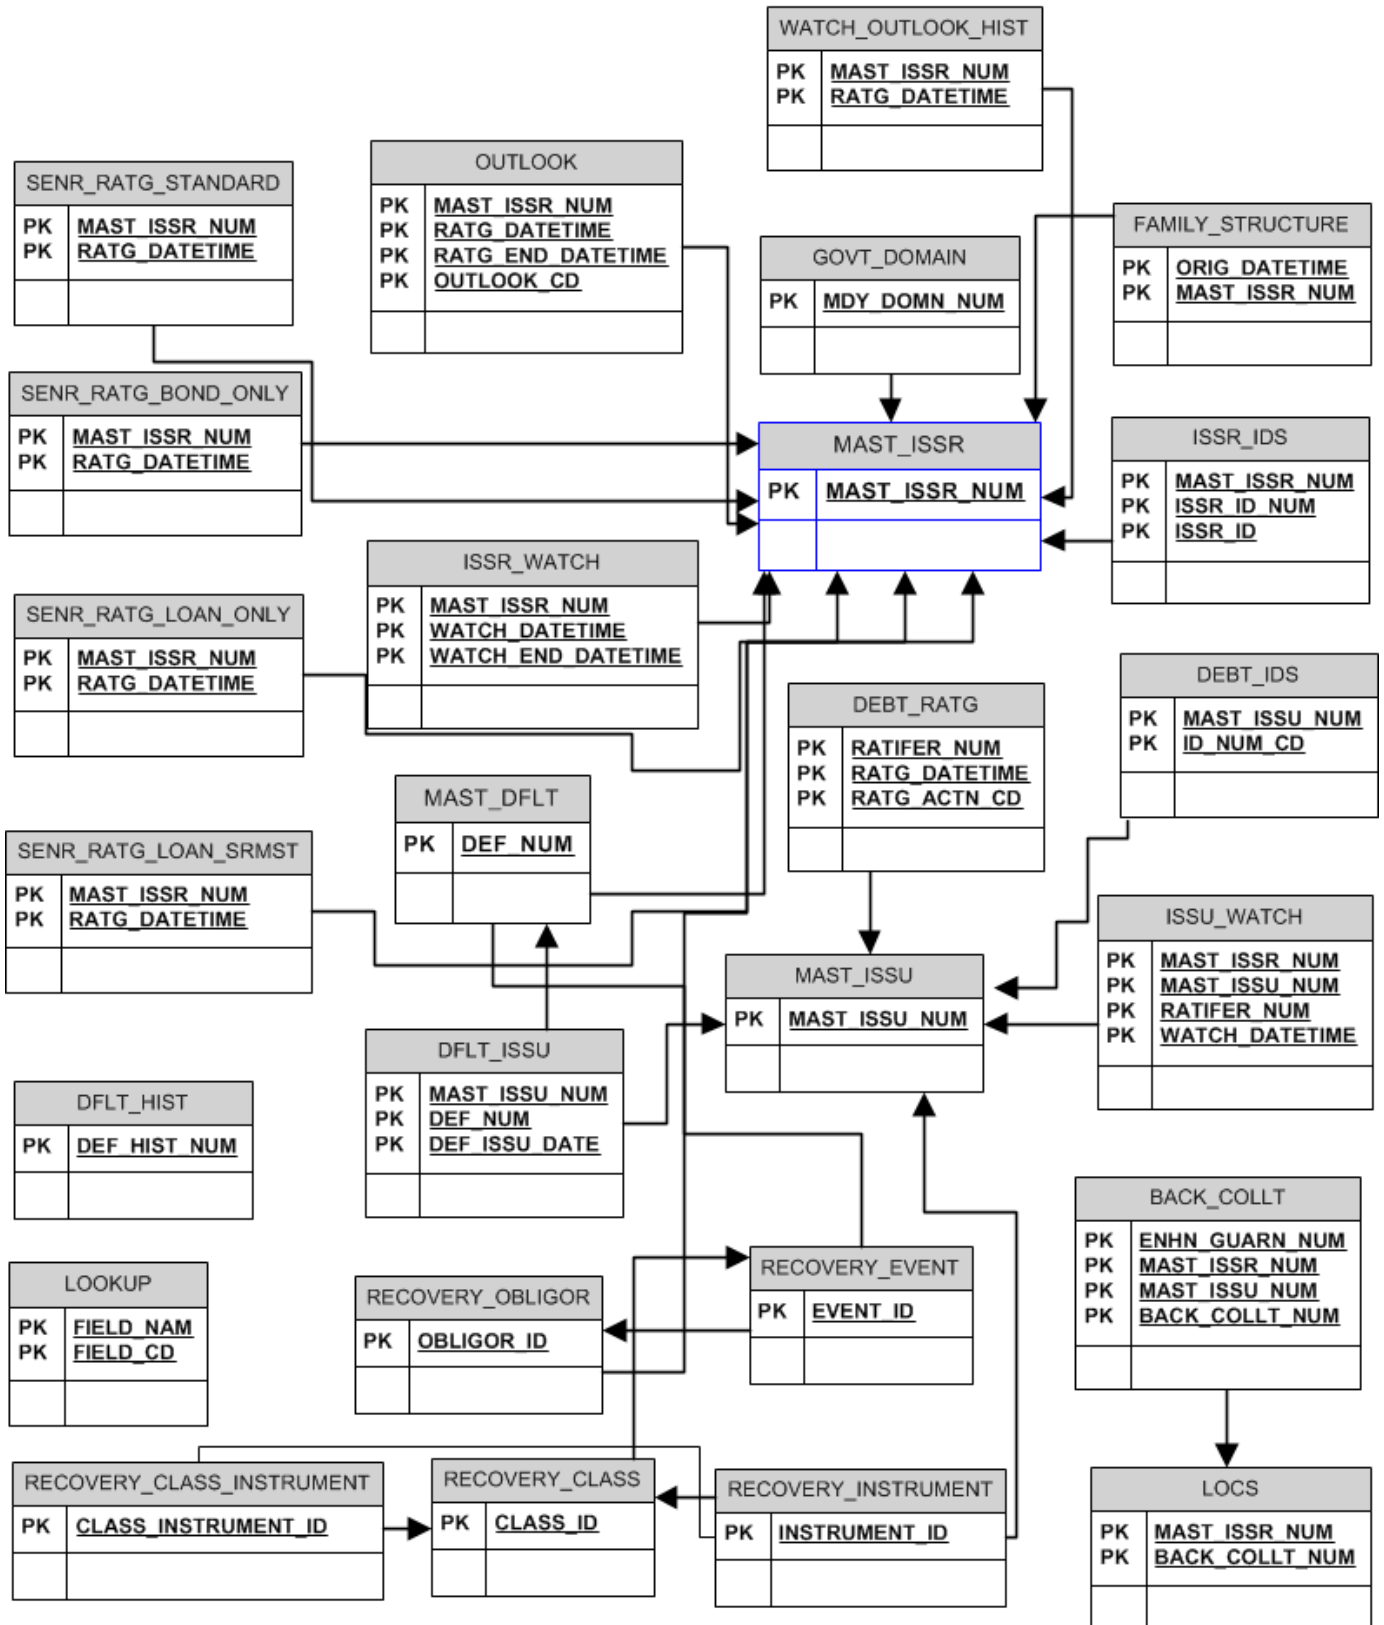 WATCH_OUTLOOK_HIST
PK MAST_ISSR_NUM
PK RATG_DATETIME
SENR_RATG_STANDARD
PK MAST_ISSR_NUM
PK RATG_DATETIME
OUTLOOK
PK MAST_ISSR_NUM
PK RATG_DATETIME
PK RATG_END_DATETIME
PK OUTLOOK_CD
GOVT_DOMAIN
PK MDY_DOMN_NUM
FAMILY_STRUCTURE
PK ORIG_DATETIME
PK MAST_ISSR_NUM
SENR_RATG_BOND_ONLY
PK MAST_ISSR_NUM
PK RATG_DATETIME
MAST_ISSR
PK MAST_ISSR_NUM
ISSR_IDS
PK MAST_ISSR_NUM
PK ISSR_ID_NUM
PK ISSR_ID
ISSR_WATCH
PK MAST_ISSR_NUM
PK WATCH_DATETIME
PK WATCH_END_DATETIME
SENR_RATG_LOAN_ONLY
PK MAST_ISSR_NUM
PK RATG_DATETIME
DEBT_RATG
PK RATIFER_NUM
PK RATG_DATETIME
PK RATG_ACTN_CD
DEBT_IDS
PK MAST_ISSU_NUM
PK ID_NUM_CD
MAST_DFLT
PK DEF_NUM
SENR_RATG_LOAN_SRMST
PK MAST_ISSR_NUM
PK RATG_DATETIME
MAST_ISSU
PK MAST_ISSU_NUM
ISSU_WATCH
PK MAST_ISSR_NUM
PK MAST_ISSU_NUM
PK RATIFER_NUM
PK WATCH_DATETIME
DFLT_ISSU
PK MAST_ISSU_NUM
PK DEF_NUM
PK DEF_ISSU_DATE
DFLT_HIST
PK DEF_HIST_NUM
BACK_COLLT
PK ENHN_GUARN_NUM
PK MAST_ISSR_NUM
PK MAST_ISSU_NUM
PK BACK_COLLT_NUM
LOOKUP
PK FIELD_NAM
PK FIELD_CD
RECOVERY_OBLIGOR
PK OBLIGOR_ID
RECOVERY_EVENT
PK EVENT_ID
RECOVERY_CLASS_INSTRUMENT
PK CLASS_INSTRUMENT_ID
RECOVERY_CLASS
PK CLASS_ID
RECOVERY_INSTRUMENT
PK INSTRUMENT_ID
LOCS
PK MAST_ISSR_NUM
PK BACK_COLLT_NUM